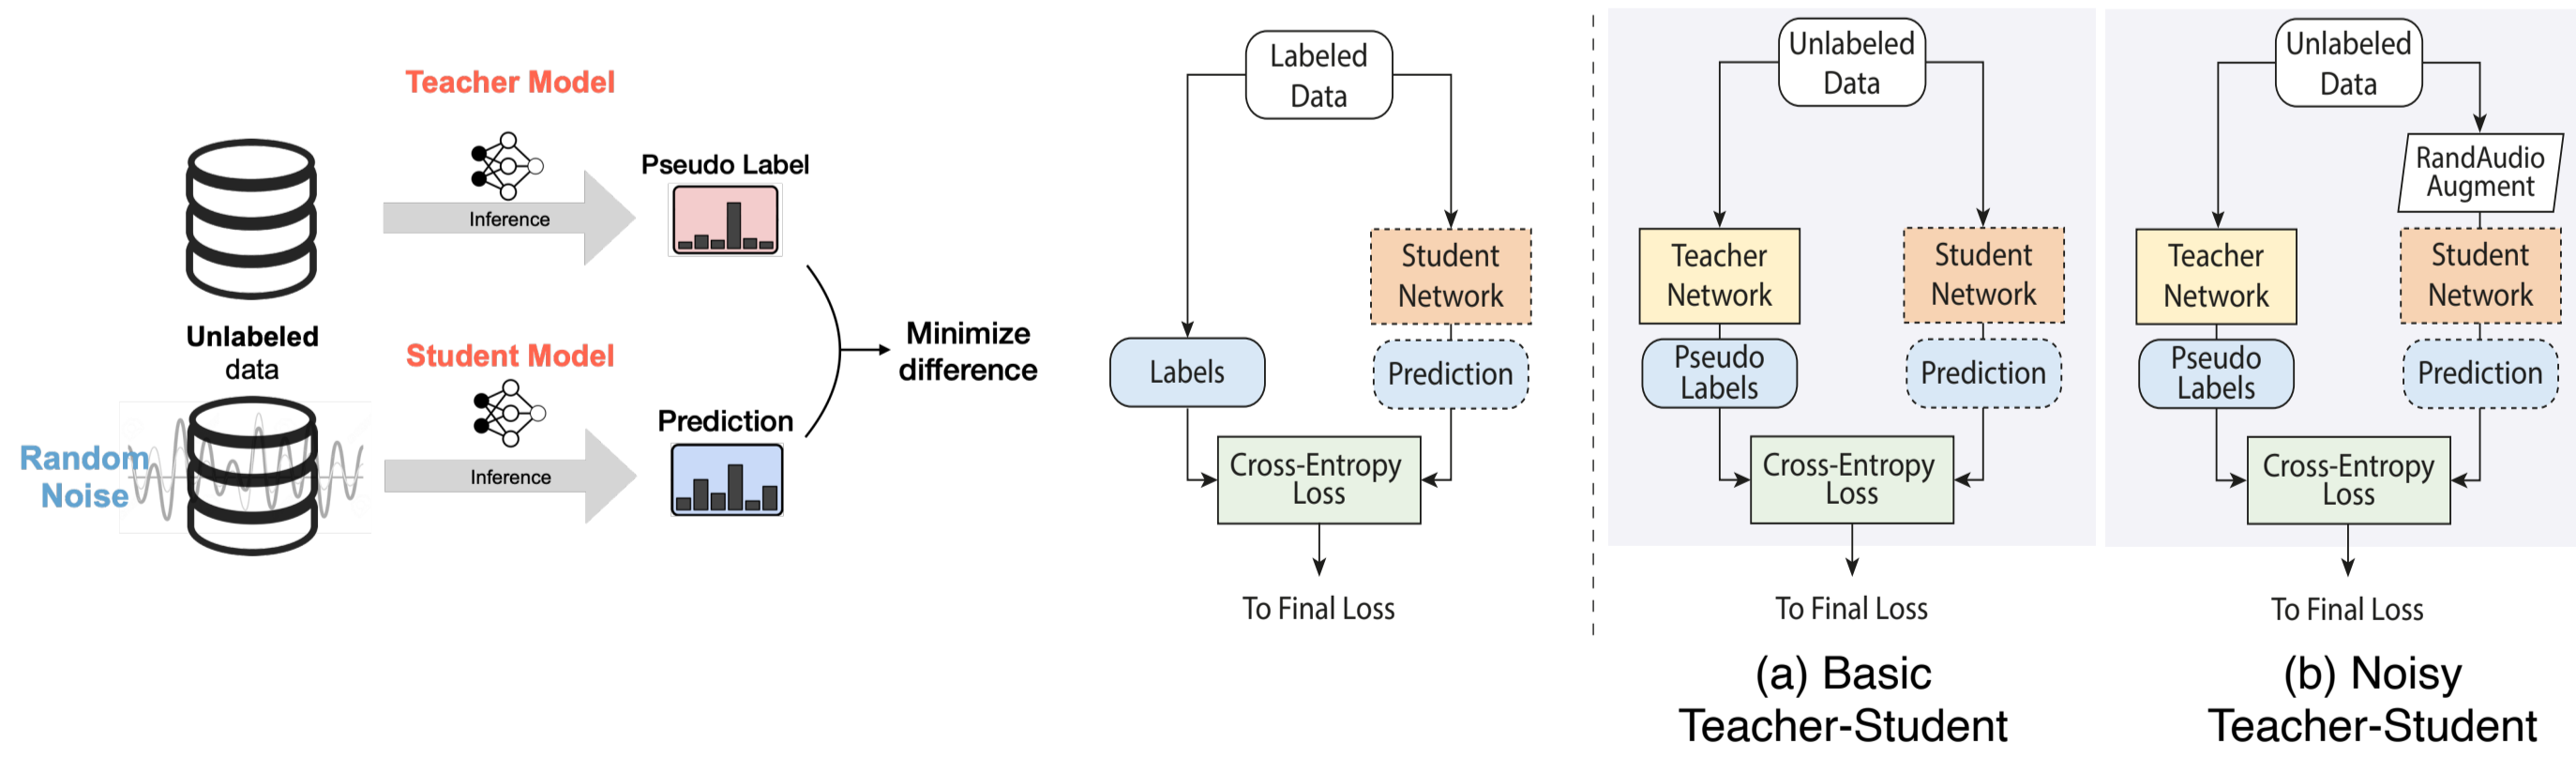 Teacher Model
Inference
Pseudo Label
Unlabeled
data
Student Model
Inference
Prediction
Random
Noise
Minimize
difference
Labeled
Data
Student
Network
Labels
Prediction
Cross-Entropy
Loss
To Final Loss
Unlabeled
Data
Teacher
Network
Student
Network
Pseudo
Labels
Prediction
Cross-Entropy
Loss
To Final Loss
(a) Basic
Teacher-Student
Unlabeled
Data
RandAudio
Augment
Teacher
Network
Student
Network
Pseudo
Labels
Prediction
Cross-Entropy
Loss
To Final Loss
(b) Noisy
Teacher-Student